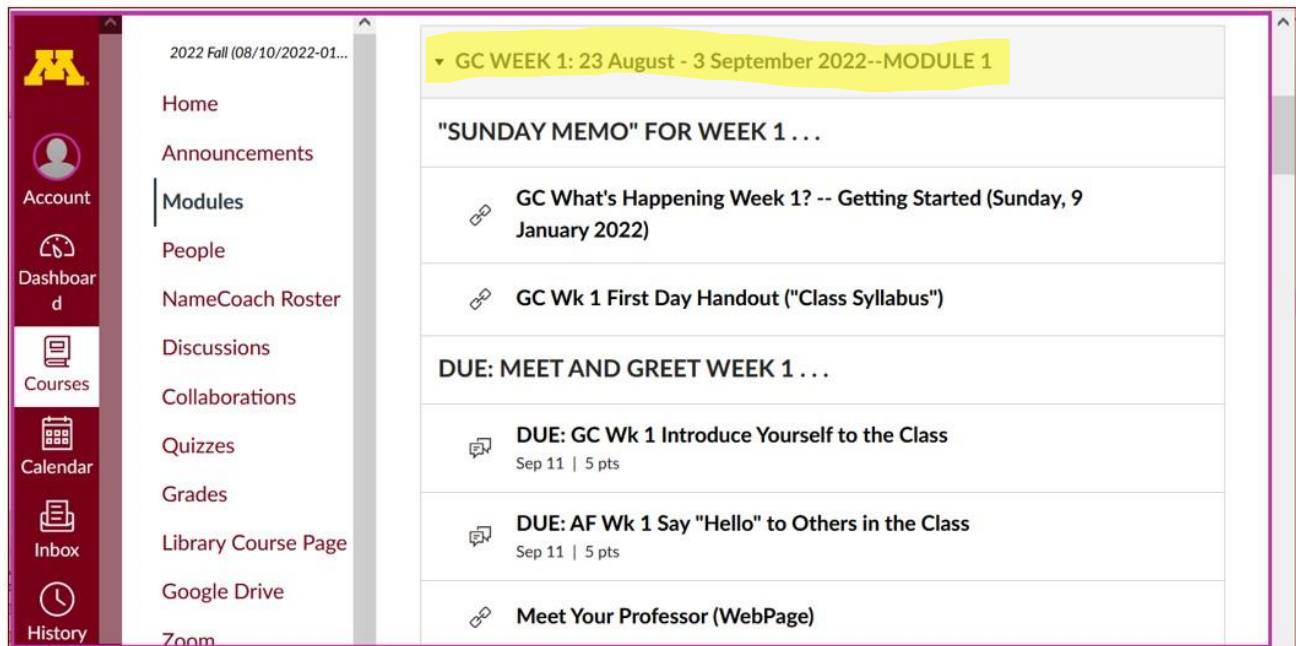 M
Account
Dashboar
d
Courses
Calendar
Inbox
History
2022 Fall (08/10/2022-01...
Home
Announcements
Modules
People
NameCoach Roster
Discussions
Collaborations
Quizzes
Grades
Library Course Page
Google Drive
Zoom
GC WEEK 1: 23 August - 3 September 2022--MODULE 1
"SUNDAY MEMO" FOR WEEK 1 . . .
GC What's Happening Week 1? -- Getting Started (Sunday, 9
January 2022)
GC Wk 1 First Day Handout ("Class Syllabus")
DUE: MEET AND GREET WEEK 1 . . .
DUE: GC Wk 1 Introduce Yourself to the Class
Sep 11 | 5 pts
DUE: AF Wk 1 Say "Hello" to Others in the Class
Sep 11 | 5 pts
Meet Your Professor (WebPage)